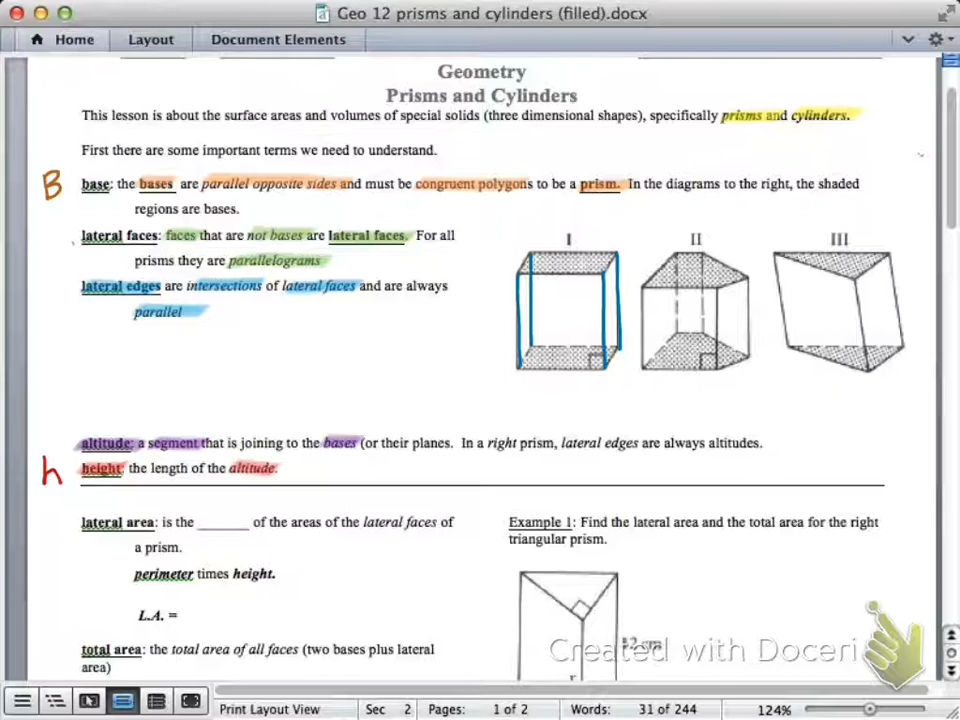 Geo 12 prisms and cylinders (filled).docx
Home Layout Document Elements
Geometry
Prisms and Cylinders
This lesson is about the surface areas and volumes of special solids (three dimensional shapes), specifically prisms and cylinders.
First there are some important terms we need to understand.
B
base: the bases are parallel opposite sides and must be congruent polygons to be a prism. In the diagrams to the right, the shaded
regions are bases.
lateral faces: faces that are not bases are lateral faces. For all
prisms they are parallelograms
lateral edges are intersections of lateral faces and are always
parallel
I II III
altitude: a segment that is joining to the bases (or their planes. In a right prism, lateral edges are always altitudes.
h
height: the length of the altitude.
lateral area: is the ______ of the areas of the lateral faces of
a prism.
perimeter times height.
L.A. =
total area: the total area of all faces (two bases plus lateral
area)
Example 1: Find the lateral area and the total area for the right
triangular prism.
12 cm
Created with Doceri
Print Layout View Sec 2 Pages: 1 of 2 Words: 31 of 244 124%